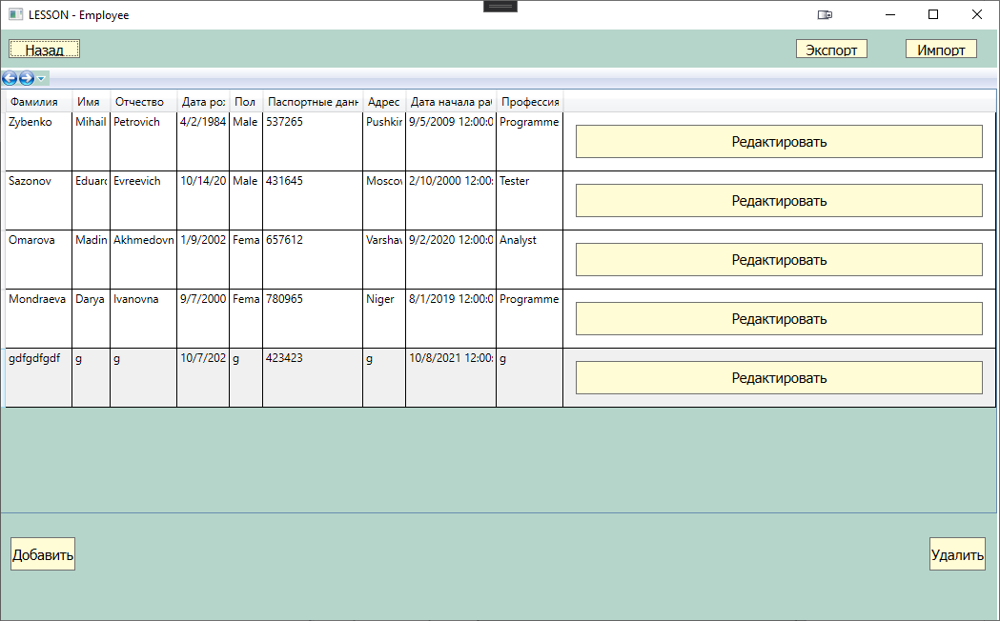 LESSON - Employee
Назад Экспорт Импорт
Фамилия Имя Отчество Дата ро: Пол Паспортные данн Адрес Дата начала раб Профессия
Zybenko Mihail Petrovich 4/2/1984 Male 537265 Pushkin 9/5/2009 12:00:0 Programme Редактировать
Sazonov Eduard Evreevich 10/14/20 Male 431645 Moscov 2/10/2000 12:00: Tester Редактировать
Omarova Madin Akhmedovn 1/9/2002 Fema 657612 Varshav 9/2/2020 12:00:0 Analyst Редактировать
Mondraeva Darya Ivanovna 9/7/2000 Fema 780965 Niger 8/1/2019 12:00:0 Programme Редактировать
gdfgdfgdf g g 10/7/202 g 423423 g 10/8/2021 12:00: g Редактировать
Добавить Удалить